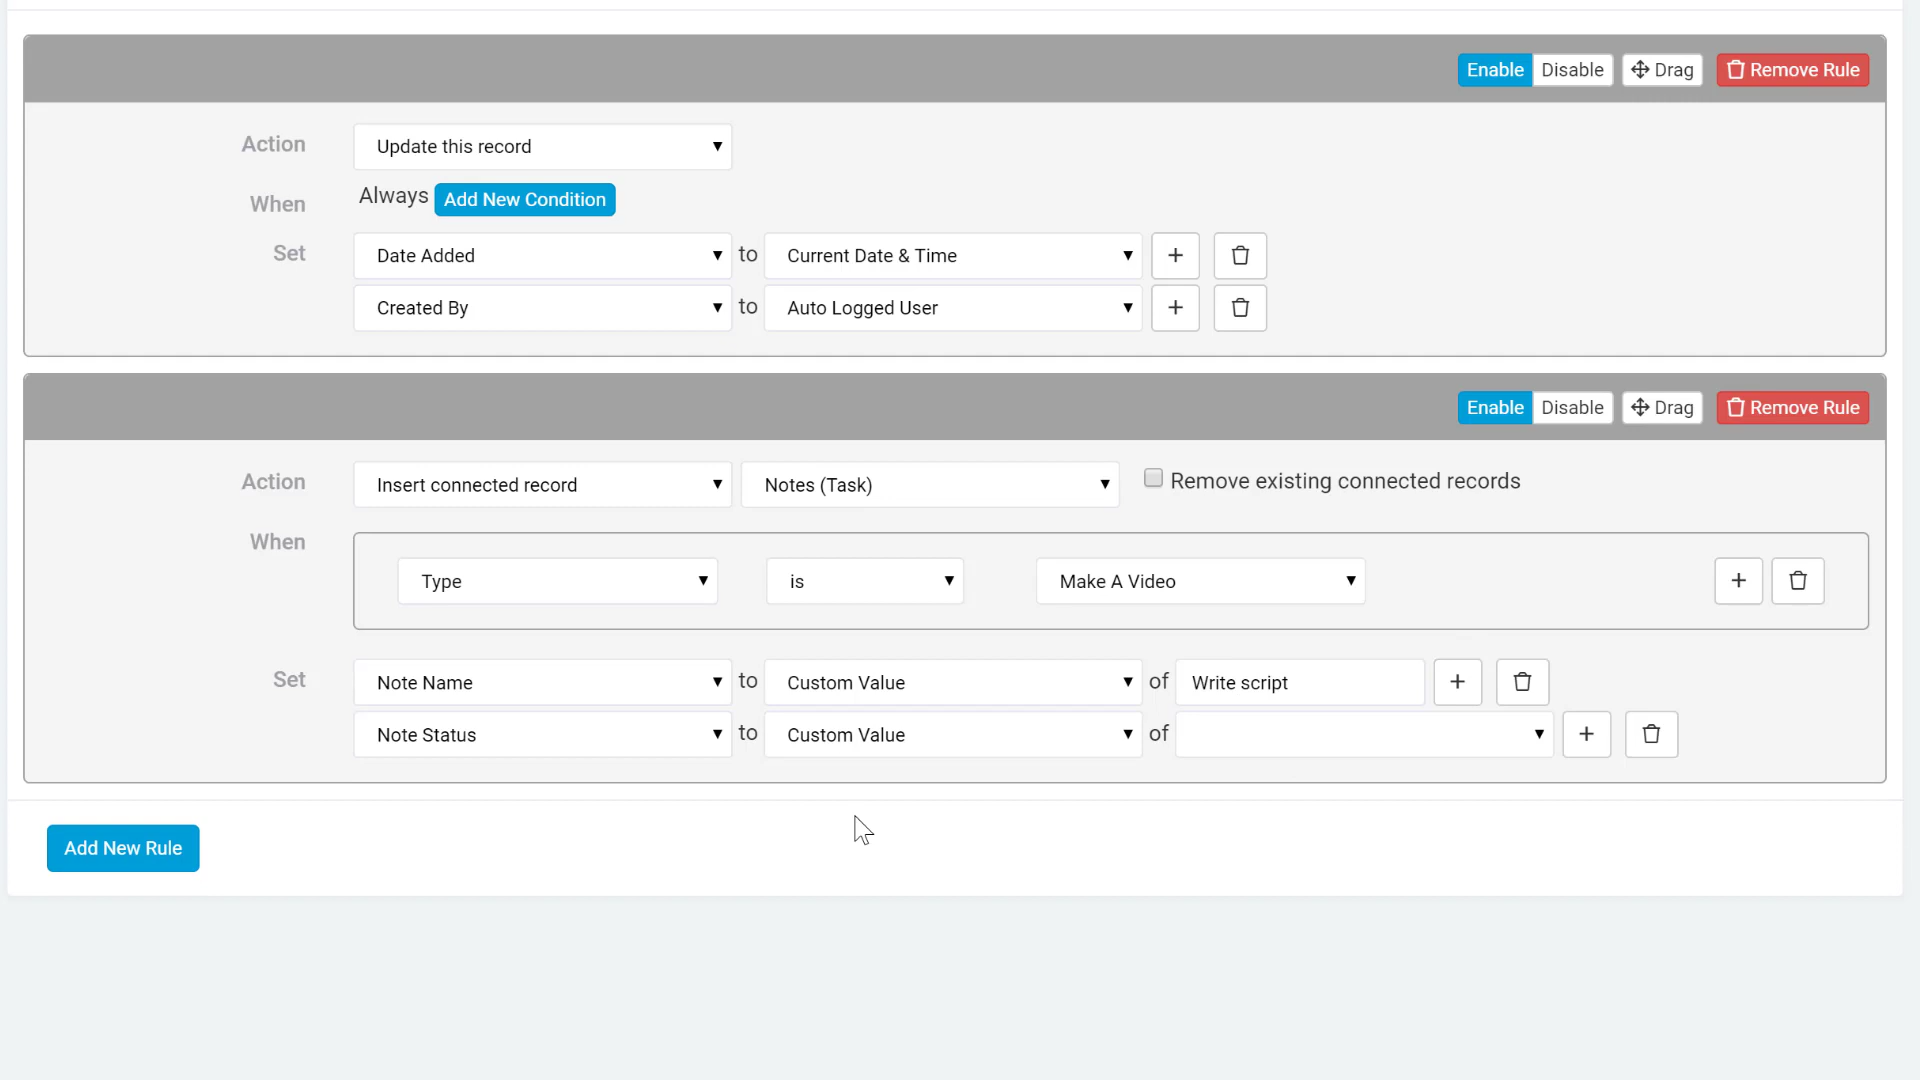 Enable Disable Drag Remove Rule
Action Update this record
When Always Add New Condition
Set Date Added to Current Date & Time +
Created By to Auto Logged User +
Enable Disable Drag Remove Rule
Action Insert connected record Notes (Task) Remove existing connected records
When
Type is Make A Video +
Set Note Name to Custom Value of Write script +
Note Status to Custom Value of +
Add New Rule